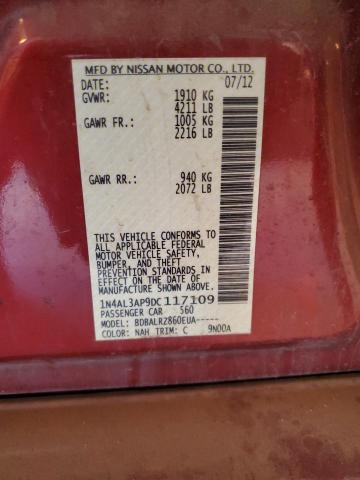 MFD BY NISSAN MOTOR CO., LTD.
DATE: 07/12
GVWR: 1910 KG
4211 LB
GAWR FR.: 1005 KG
2216 LB
GAWR RR.: 940 KG
2072 LB
THIS VEHICLE CONFORMS TO
ALL APPLICABLE FEDERAL
MOTOR VEHICLE SAFETY,
BUMPER, AND THEFT
PREVENTION STANDARDS IN
EFFECT ON THE DATE OF
MANUFACTURE SHOWN ABOVE.
1N4AL3AP9DC117109
PASSENGER CAR 560
MODEL: BDBALRZ860EUA-----
COLOR: NAH TRIM: C 9N00A